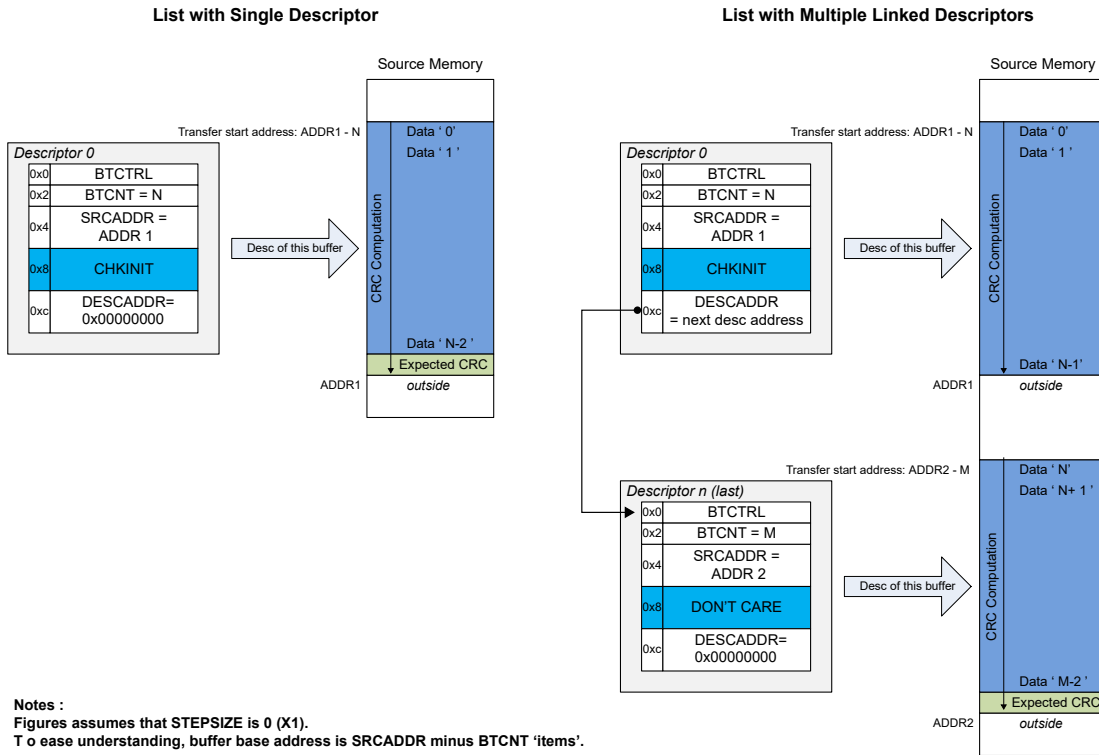 List with Single Descriptor
Source Memory
Transfer start address: ADDR1 - N
Data ‘ 0’
Data ‘ 1 ’
Descriptor 0
0x0 BTCTRL
0x2 BTCNT = N
0x4 SRCADDR =
ADDR 1
0x8 CHKINIT
0xc DESCADDR=
0x00000000
Desc of this buffer
CRC Computation
Data ‘ N-2 ’
Expected CRC
ADDR1
outside
List with Multiple Linked Descriptors
Source Memory
Transfer start address: ADDR1 - N
Data ‘ 0’
Data ‘ 1 ’
Descriptor 0
0x0 BTCTRL
0x2 BTCNT = N
0x4 SRCADDR =
ADDR 1
0x8 CHKINIT
0xc DESCADDR
= next desc address
Desc of this buffer
CRC Computation
Data ‘ N-1’
ADDR1
outside
Transfer start address: ADDR2 - M
Data ‘ N’
Data ‘ N+ 1 ’
Descriptor n (last)
0x0 BTCTRL
0x2 BTCNT = M
0x4 SRCADDR =
ADDR 2
0x8 DON’T CARE
0xc DESCADDR=
0x00000000
Desc of this buffer
CRC Computation
Data ‘ M-2 ’
Expected CRC
ADDR2
outside
Notes :
Figures assumes that STEPSIZE is 0 (X1).
T o ease understanding, buffer base address is SRCADDR minus BTCNT ‘items’.